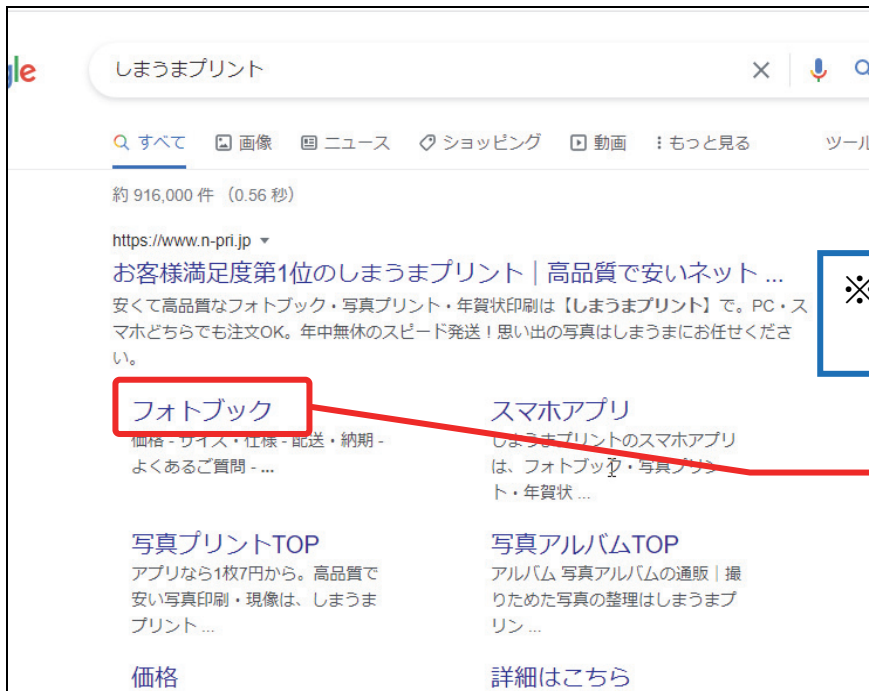 gle
しまうまプリント
すべて 画像 ニュース ショッピング 動画 もっと見る ツール
約 916,000 件 （0.56 秒）
https://www.n-pri.jp
お客様満足度第1位のしまうまプリント｜高品質で安いネット ...
安くて高品質なフォトブック・写真プリント・年賀状印刷は【しまうまプリント】で。PC・ス
マホどちらでも注文OK。年中無休のスピード発送！思い出の写真はしまうまにお任せくださ
い。
※
フォトブック
価格 - サイズ・仕様 - 配送・納期 -
よくあるご質問 - ...
スマホアプリ
しまうまプリントのスマホアプリ
は、フォトブック・写真プリン
ト・年賀状 ...
写真プリントTOP
アプリなら1枚7円から。高品質で
安い写真印刷・現像は、しまうま
プリント ...
写真アルバムTOP
アルバム 写真アルバムの通販｜撮
りためた写真の整理はしまうまプ
リン ...
価格
詳細はこちら